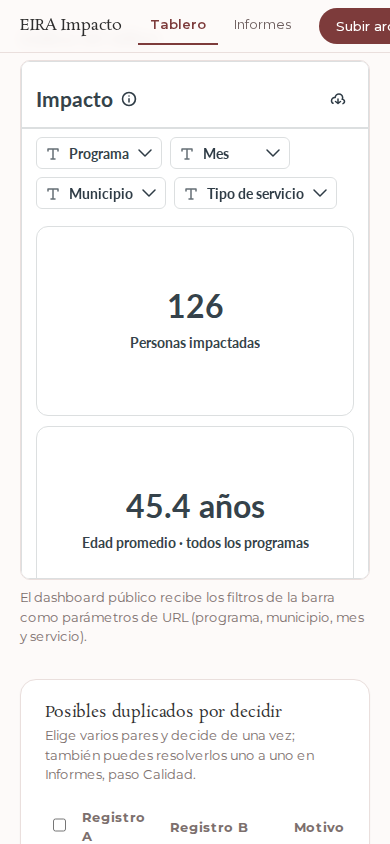 EIRA Impacto
Tablero
Informes
Subir ar
Impacto
Programa
Mes
Municipio
Tipo de servicio
126
Personas impactadas
45.4 años
Edad promedio · todos los programas
El dashboard público recibe los filtros de la barra
como parámetros de URL (programa, municipio, mes
y servicio).
Posibles duplicados por decidir
Elige varios pares y decide de una vez;
también puedes resolverlos uno a uno en
Informes, paso Calidad.
Registro
A
Registro B
Motivo